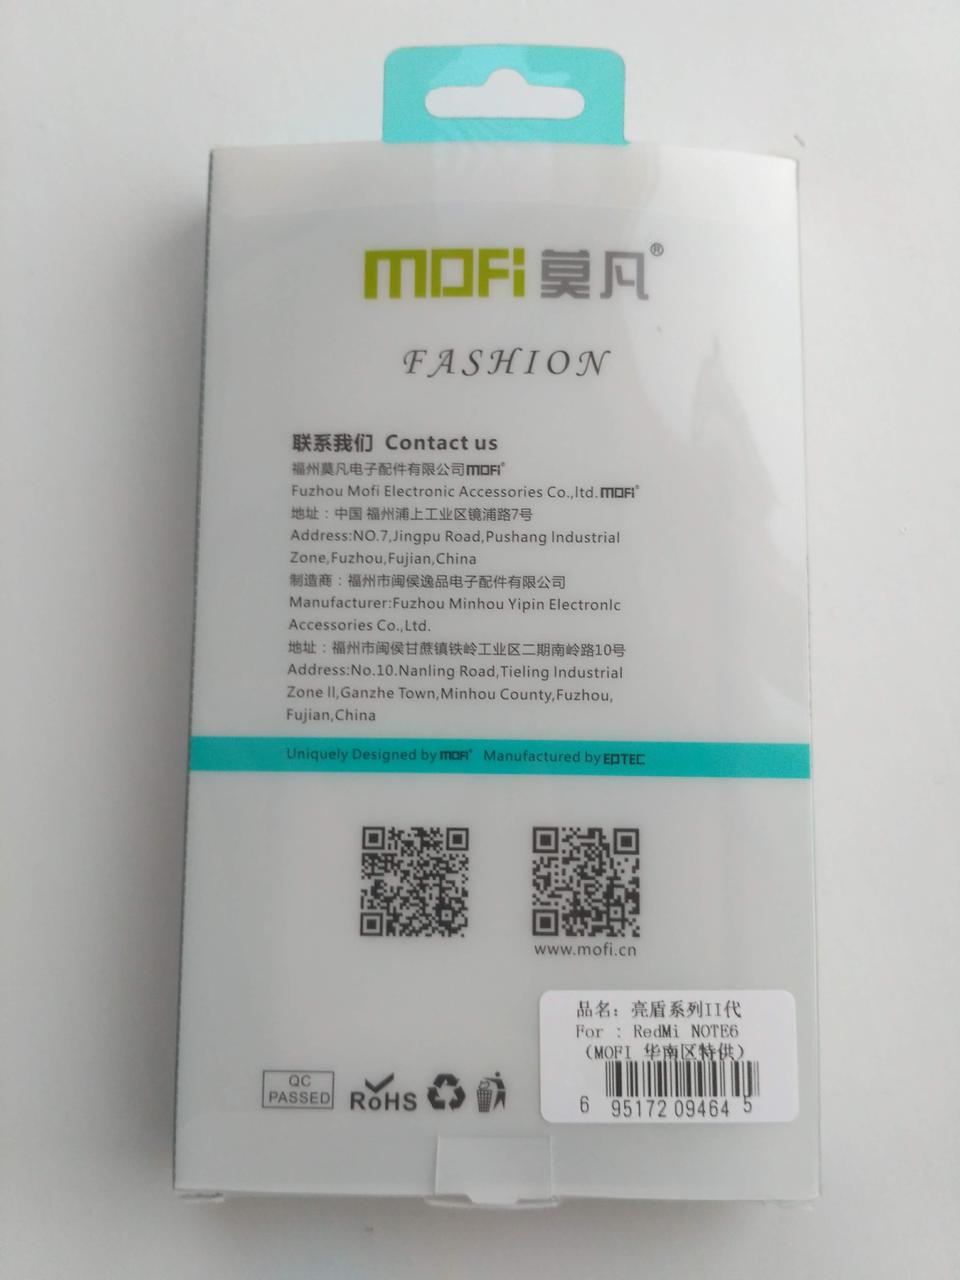 MOFi 莫凡®
FASHION
联系我们 Contact us
福州莫凡电子配件有限公司MOFi®
Fuzhou Mofi Electronic Accessories Co.,ltd.MOFi®
地址：中国 福州浦上工业区镜浦路7号
Address:NO.7,Jingpu Road,Pushang Industrial
Zone,Fuzhou,Fujian,China
制造商：福州市闽侯逸品电子配件有限公司
Manufacturer:Fuzhou Minhou Yipin Electronlc
Accessories Co.,Ltd.
地址：福州市闽侯甘蔗镇铁岭工业区二期南岭路10号
Address:No.10.Nanling Road,Tieling Industrial
Zone II,Ganzhe Town,Minhou County,Fuzhou,
Fujian,China
Uniquely Designed by MOFi® Manufactured by EPTEC
www.mofi.cn
品名：亮盾系列II代
For : RedMi NOTE6
（MOFI 华南区特供）
6 95172 09464 5
QC
PASSED
RoHS